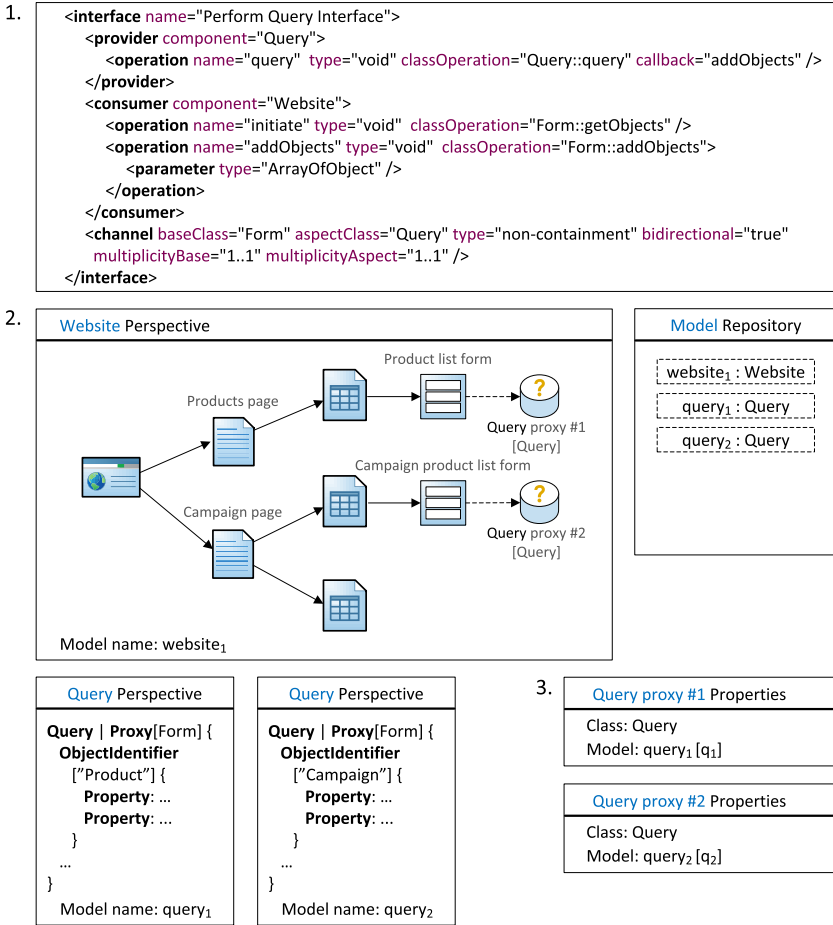 1.
<interface name="Perform Query Interface">
<provider component="Query">
<operation name="query"  type="void" classOperation="Query::query" callback="addObjects" />
</provider>
<consumer component="Website">
<operation name="initiate" type="void"  classOperation="Form::getObjects" />
<operation name="addObjects" type="void"  classOperation="Form::addObjects">
<parameter type="ArrayOfObject" />
</operation>
</consumer>
<channel baseClass="Form" aspectClass="Query" type="non-containment" bidirectional="true"
multiplicityBase="1..1" multiplicityAspect="1..1" />
</interface>
2.
Website Perspective
Product list form
Products page
?
Query proxy #1
[Query]
Campaign product list form
Campaign page
?
Query proxy #2
[Query]
Model name: website1
Model Repository
website1 : Website
query1 : Query
query2 : Query
Query Perspective
Query | Proxy[Form] {
ObjectIdentifier
["Product"] {
Property: ...
Property: ...
}
...
}
Model name: query1
Query Perspective
Query | Proxy[Form] {
ObjectIdentifier
["Campaign"] {
Property: ...
Property: ...
}
...
}
Model name: query2
3.
Query proxy #1 Properties
Class: Query
Model: query1 [q1]
Query proxy #2 Properties
Class: Query
Model: query2 [q2]